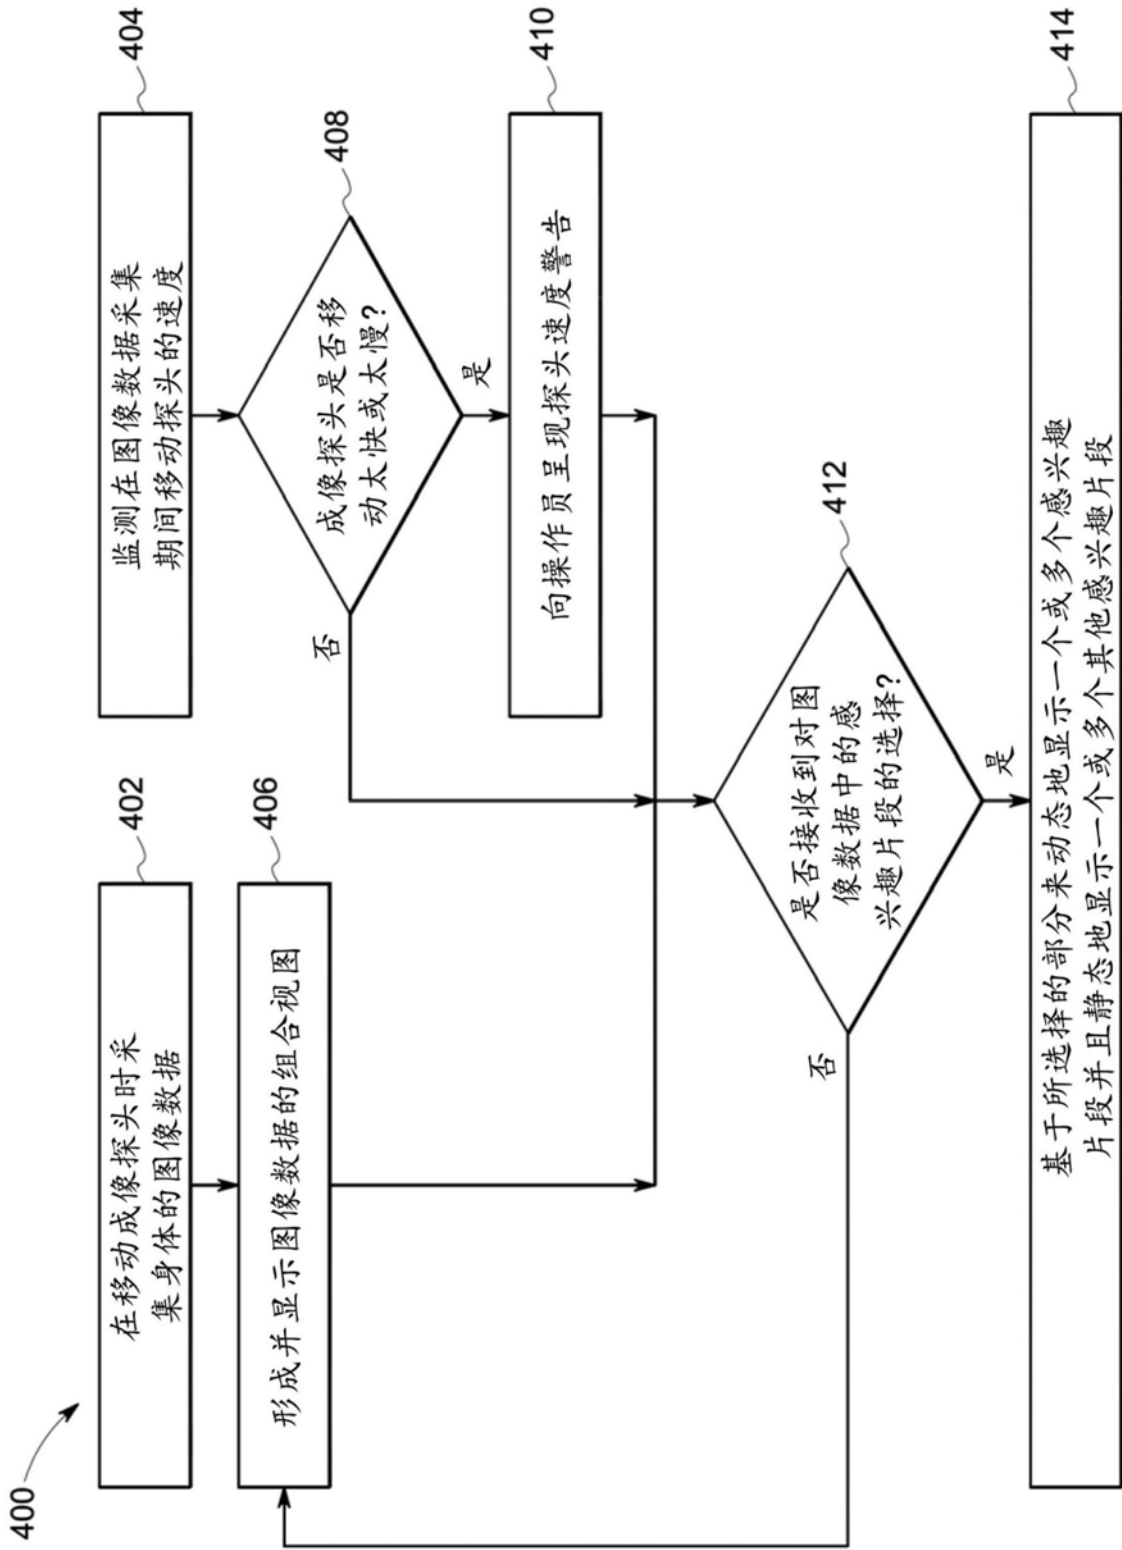 400
402
在移动成像探头时采
集身体的图像数据
404
监测在图像数据采集
期间移动探头的速度
406
形成并显示图像数据的组合视图
408
成像探头是否移
动太快或太慢?
否
是
410
向操作员呈现探头速度警告
412
是否接收到对图
像数据中的感
兴趣片段的选择?
否
是
414
基于所选择的部分来动态地显示一个或多个感兴趣
片段并且静态地显示一个或多个其他感兴趣片段